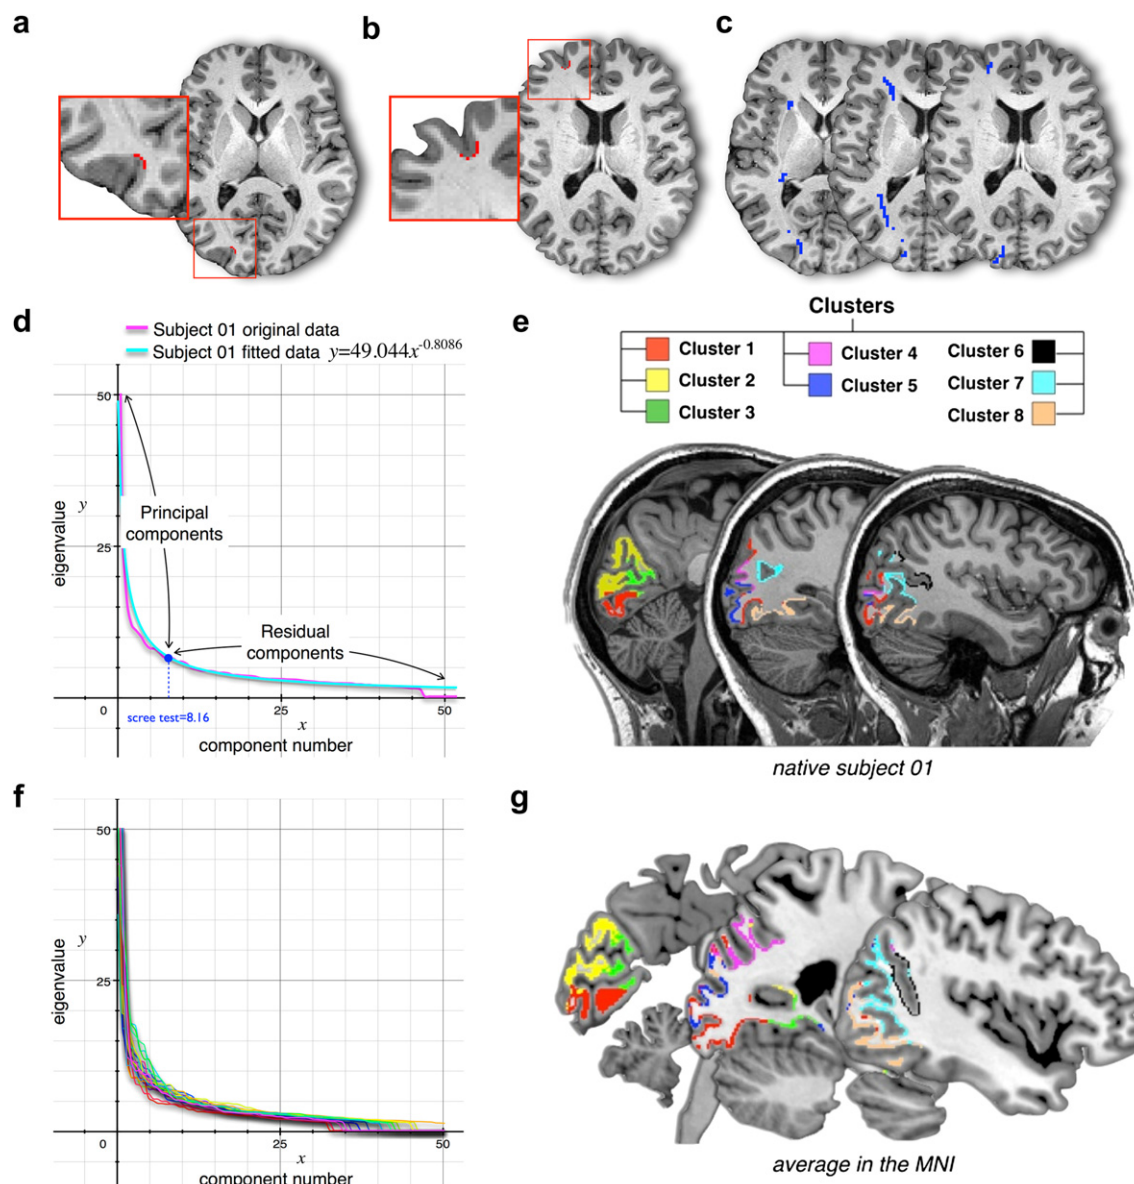 a
b
c
d
Subject 01 original data
Subject 01 fitted data y=49.044x^-0.8086
50
y
eigenvalue
Principal
components
25
Residual
components
0
scree test=8.16
x
50
component number
e
Clusters
Cluster 1
Cluster 2
Cluster 3
Cluster 4
Cluster 5
Cluster 6
Cluster 7
Cluster 8
native subject 01
f
50
y
eigenvalue
25
0
25
x
50
component number
g
average in the MNI